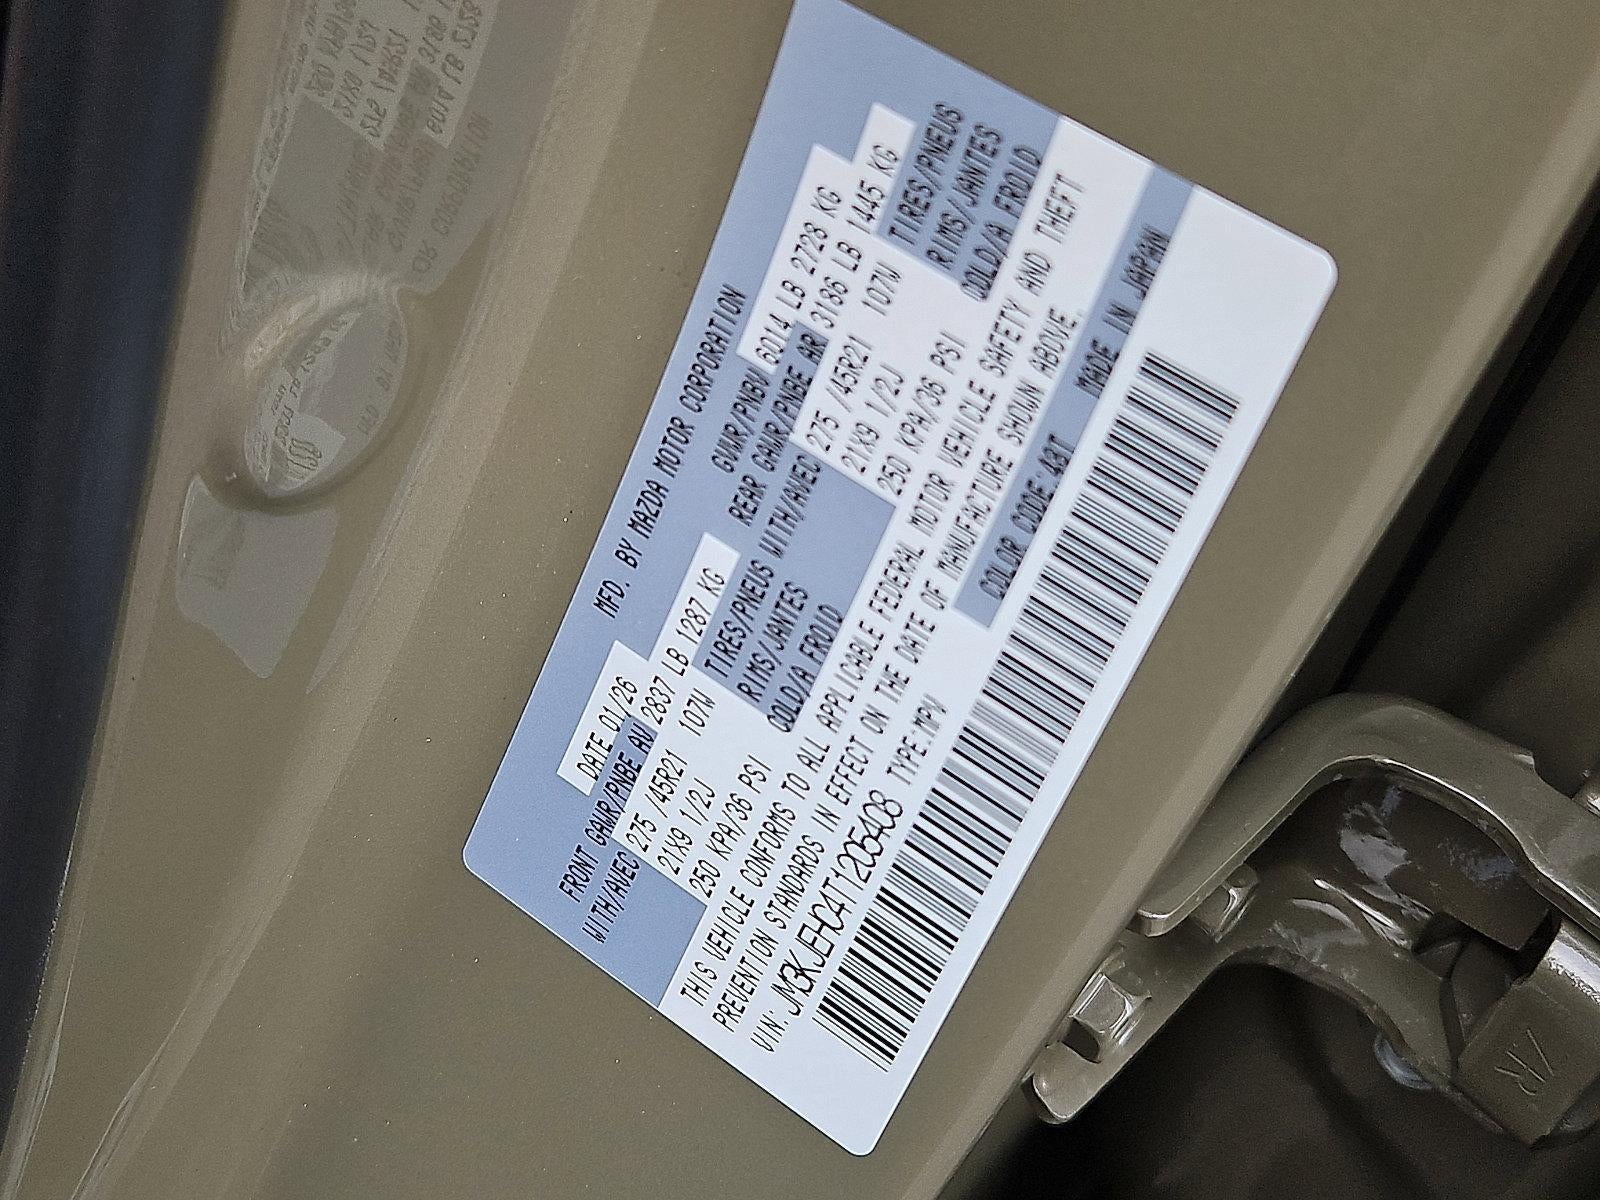 MFD. BY MAZDA MOTOR CORPORATION
DATE 01/26 GVWR/PNBV 6014 LB 2728 KG
FRONT GAWR/PNBE AV 2837 LB 1287 KG REAR GAWR/PNBE AR 3186 LB 1445 KG
WITH/AVEC 275 /45R21 107W TIRES/PNEUS WITH/AVEC 275 /45R21 107W TIRES/PNEUS
21X9 1/2J RIMS/JANTES 21X9 1/2J RIMS/JANTES
250 KPA/36 PSI COLD/A FROID 250 KPA/36 PSI COLD/A FROID
THIS VEHICLE CONFORMS TO ALL APPLICABLE FEDERAL MOTOR VEHICLE SAFETY AND THEFT
PREVENTION STANDARDS IN EFFECT ON THE DATE OF MANUFACTURE SHOWN ABOVE.
VIN: JM3KJEHC4T1205408 TYPE:MPV COLOR CODE:48T MADE IN JAPAN